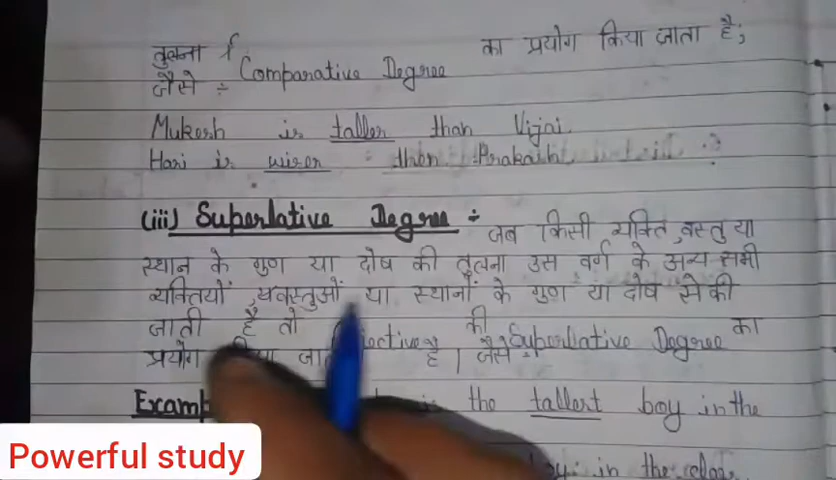 तुलना में Comparative Degree का प्रयोग किया जाता है;
जैसे ÷
Mukesh is taller than Vijai.
Hari is wiser than Prakash
(iii) Superlative Degree ÷ जब किसी व्यक्ति, वस्तु या
स्थान के गुण या दोष की तुलना उस वर्ग के अन्य सभी
व्यक्तियों, वस्तुओं या स्थानों के गुण या दोष से की
जाती है तो की Superlative Degree का
प्रयोग है। जैसे
the tallest boy in the
in the class
Powerful study